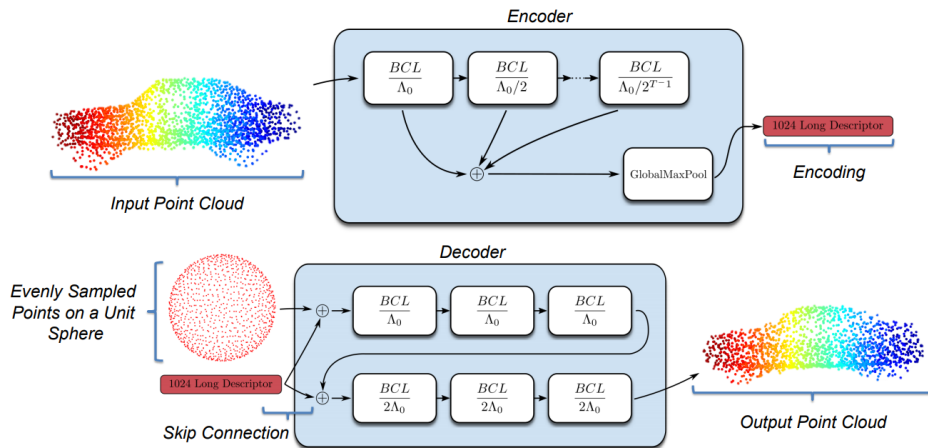 Encoder
BCL
Λ₀
BCL
Λ₀/2
BCL
Λ₀/2ᵀ⁻¹
1024 Long Descriptor
Encoding
⊕
GlobalMaxPool
Input Point Cloud
Decoder
Evenly Sampled
Points on a Unit
Sphere
⊕
BCL
Λ₀
BCL
Λ₀
BCL
Λ₀
1024 Long Descriptor
⊕
BCL
2Λ₀
BCL
2Λ₀
BCL
2Λ₀
Skip Connection
Output Point Cloud